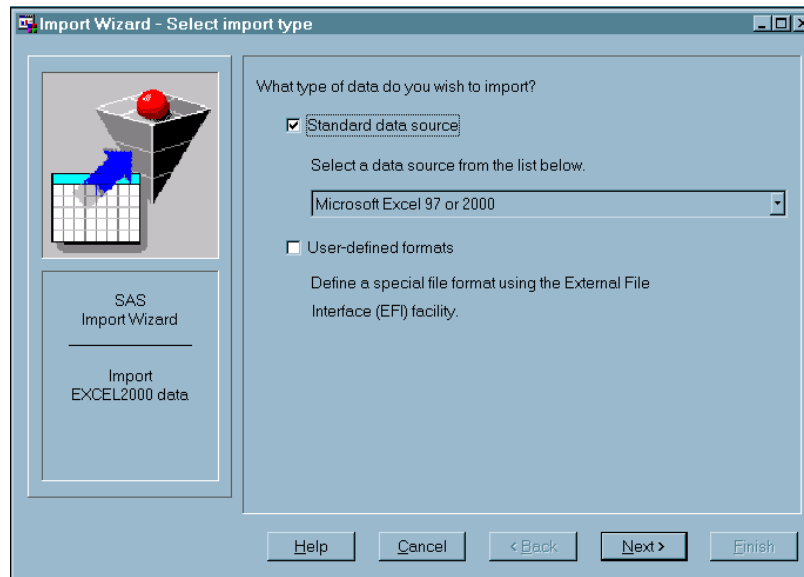 Import Wizard - Select import type
What type of data do you wish to import?
Standard data source
Select a data source from the list below.
Microsoft Excel 97 or 2000
User-defined formats
Define a special file format using the External File
Interface (EFI) facility.
SAS
Import Wizard
Import
EXCEL2000 data
Help
Cancel
< Back
Next >
Finish